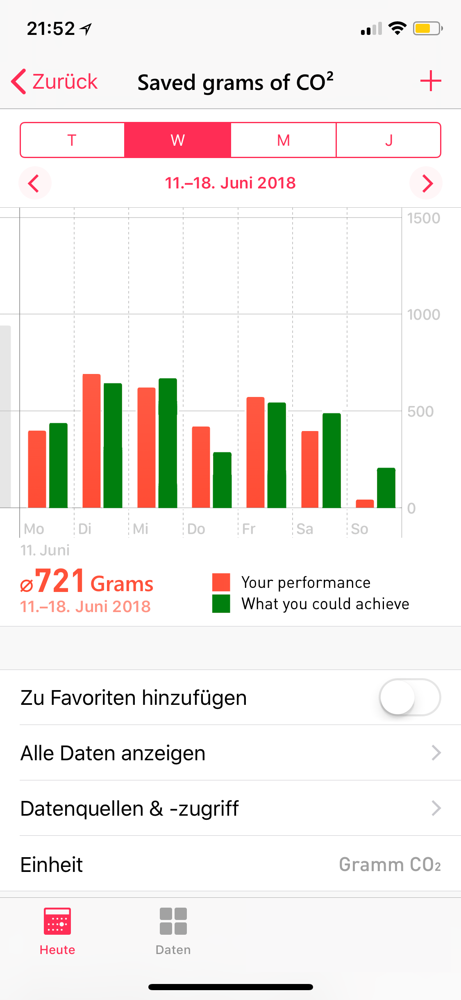 21:52
Zurück
Saved grams of CO²
T W M J
11.–18. Juni 2018
1500
1000
500
0
Mo Di Mi Do Fr Sa So
11. Juni
⌀721 Grams
11.–18. Juni 2018
Your performance
What you could achieve
Zu Favoriten hinzufügen
Alle Daten anzeigen
Datenquellen & -zugriff
Einheit Gramm CO₂
Heute Daten